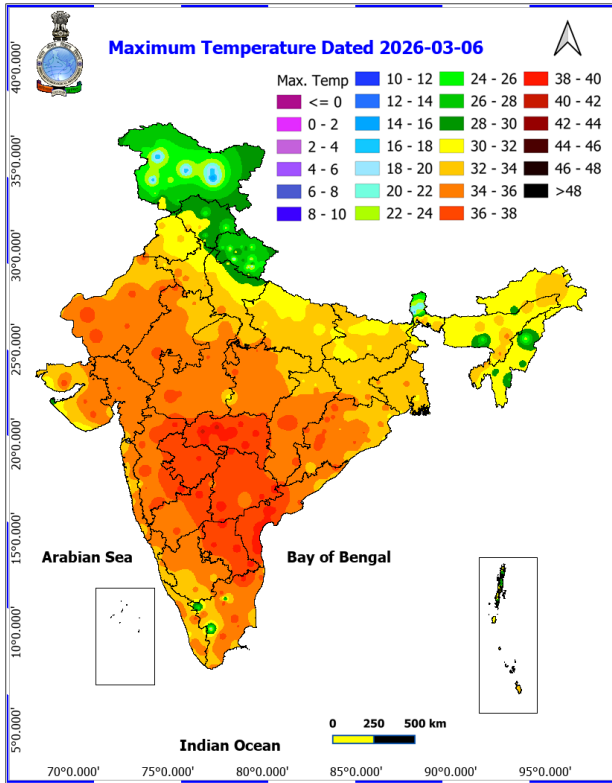 Maximum Temperature Dated 2026-03-06
Max. Temp
<= 0
0 - 2
2 - 4
4 - 6
6 - 8
8 - 10
10 - 12
12 - 14
14 - 16
16 - 18
18 - 20
20 - 22
22 - 24
24 - 26
26 - 28
28 - 30
30 - 32
32 - 34
34 - 36
36 - 38
38 - 40
40 - 42
42 - 44
44 - 46
46 - 48
>48
40°0.000'
35°0.000'
30°0.000'
25°0.000'
20°0.000'
15°0.000'
10°0.000'
5°0.000'
Arabian Sea
Bay of Bengal
Indian Ocean
0 250 500 km
70°0.000' 75°0.000' 80°0.000' 85°0.000' 90°0.000' 95°0.000'